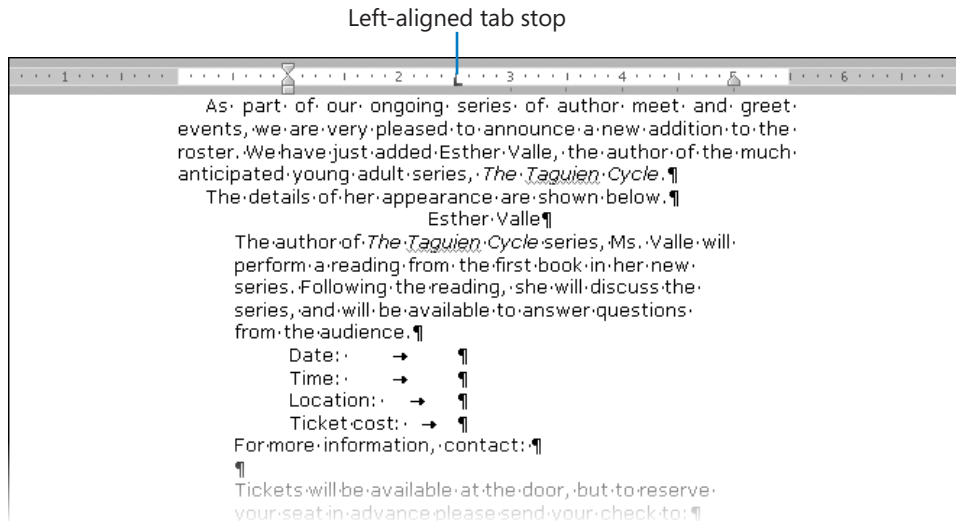 Left-aligned tab stop
1 1 2 3 4 5 6
As· part· of· our· ongoing· series· of· author· meet· and· greet·
events,·we·are·very·pleased·to·announce·a·new·addition·to·the·
roster.·We·have·just·added·Esther·Valle,·the·author·of·the·much·
anticipated·young·adult·series,·The·Taguien·Cycle.¶
The·details·of·her·appearance·are·shown·below.¶
Esther·Valle¶
The·author·of·The·Taguien·Cycle·series,·Ms.·Valle·will·
perform·a·reading·from·the·first·book·in·her·new·
series.·Following·the·reading,·she·will·discuss·the·
series,·and·will·be·available·to·answer·questions·
from·the·audience.¶
Date:· → ¶
Time:· → ¶
Location:· → ¶
Ticket·cost:· → ¶
For·more·information,·contact:·¶
¶
Tickets·will·be·available·at·the·door,·but·to·reserve·
your·seat·in·advance·please·send·your·check·to:¶